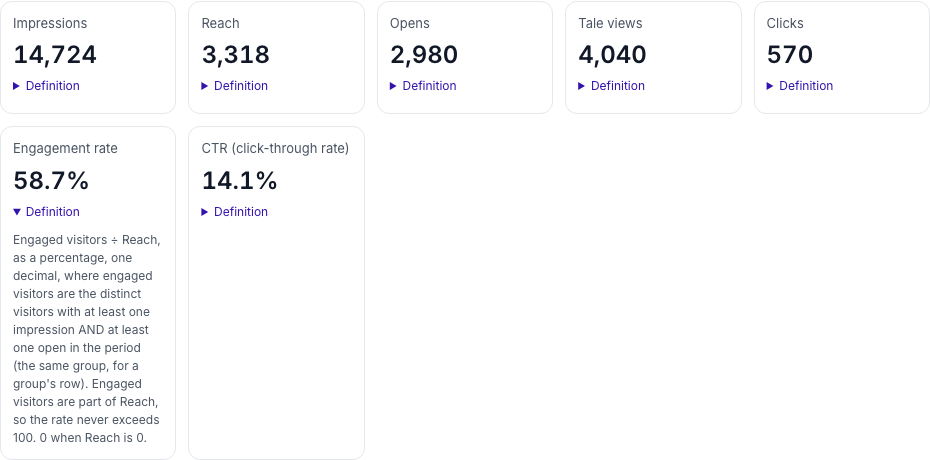 Impressions
14,724
Definition
Reach
3,318
Definition
Opens
2,980
Definition
Tale views
4,040
Definition
Clicks
570
Definition
Engagement rate
58.7%
Definition
Engaged visitors ÷ Reach,
as a percentage, one
decimal, where engaged
visitors are the distinct
visitors with at least one
impression AND at least
one open in the period
(the same group, for a
group's row). Engaged
visitors are part of Reach,
so the rate never exceeds
100. 0 when Reach is 0.
CTR (click-through rate)
14.1%
Definition